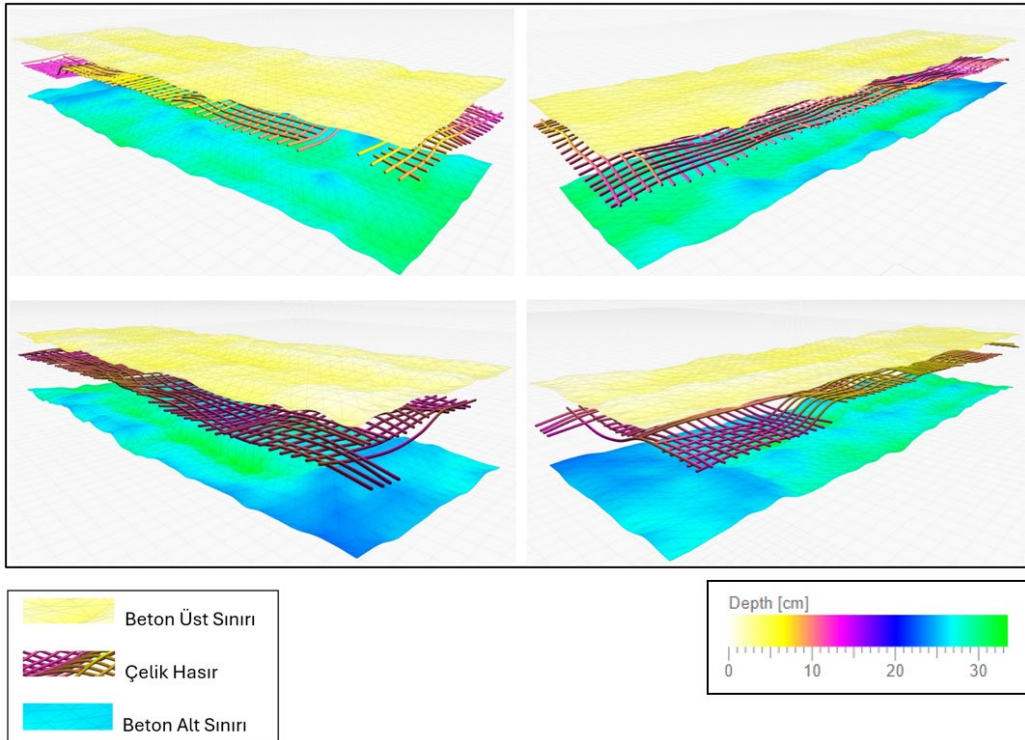 Beton Üst Sınırı
Çelik Hasır
Beton Alt Sınırı
Depth [cm]
0 10 20 30